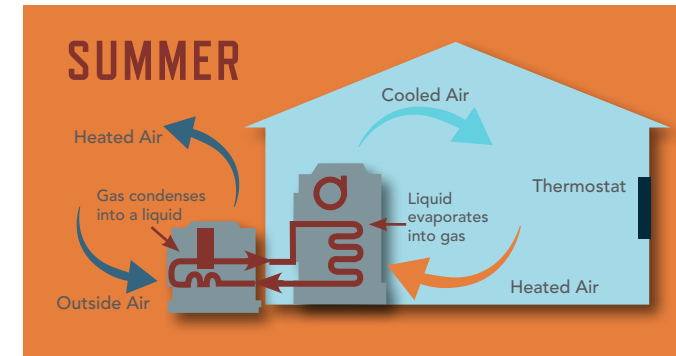 SUMMER
Cooled Air
Heated Air
Thermostat
Gas condenses
into a liquid
Liquid
evaporates
into gas
Outside Air
Heated Air